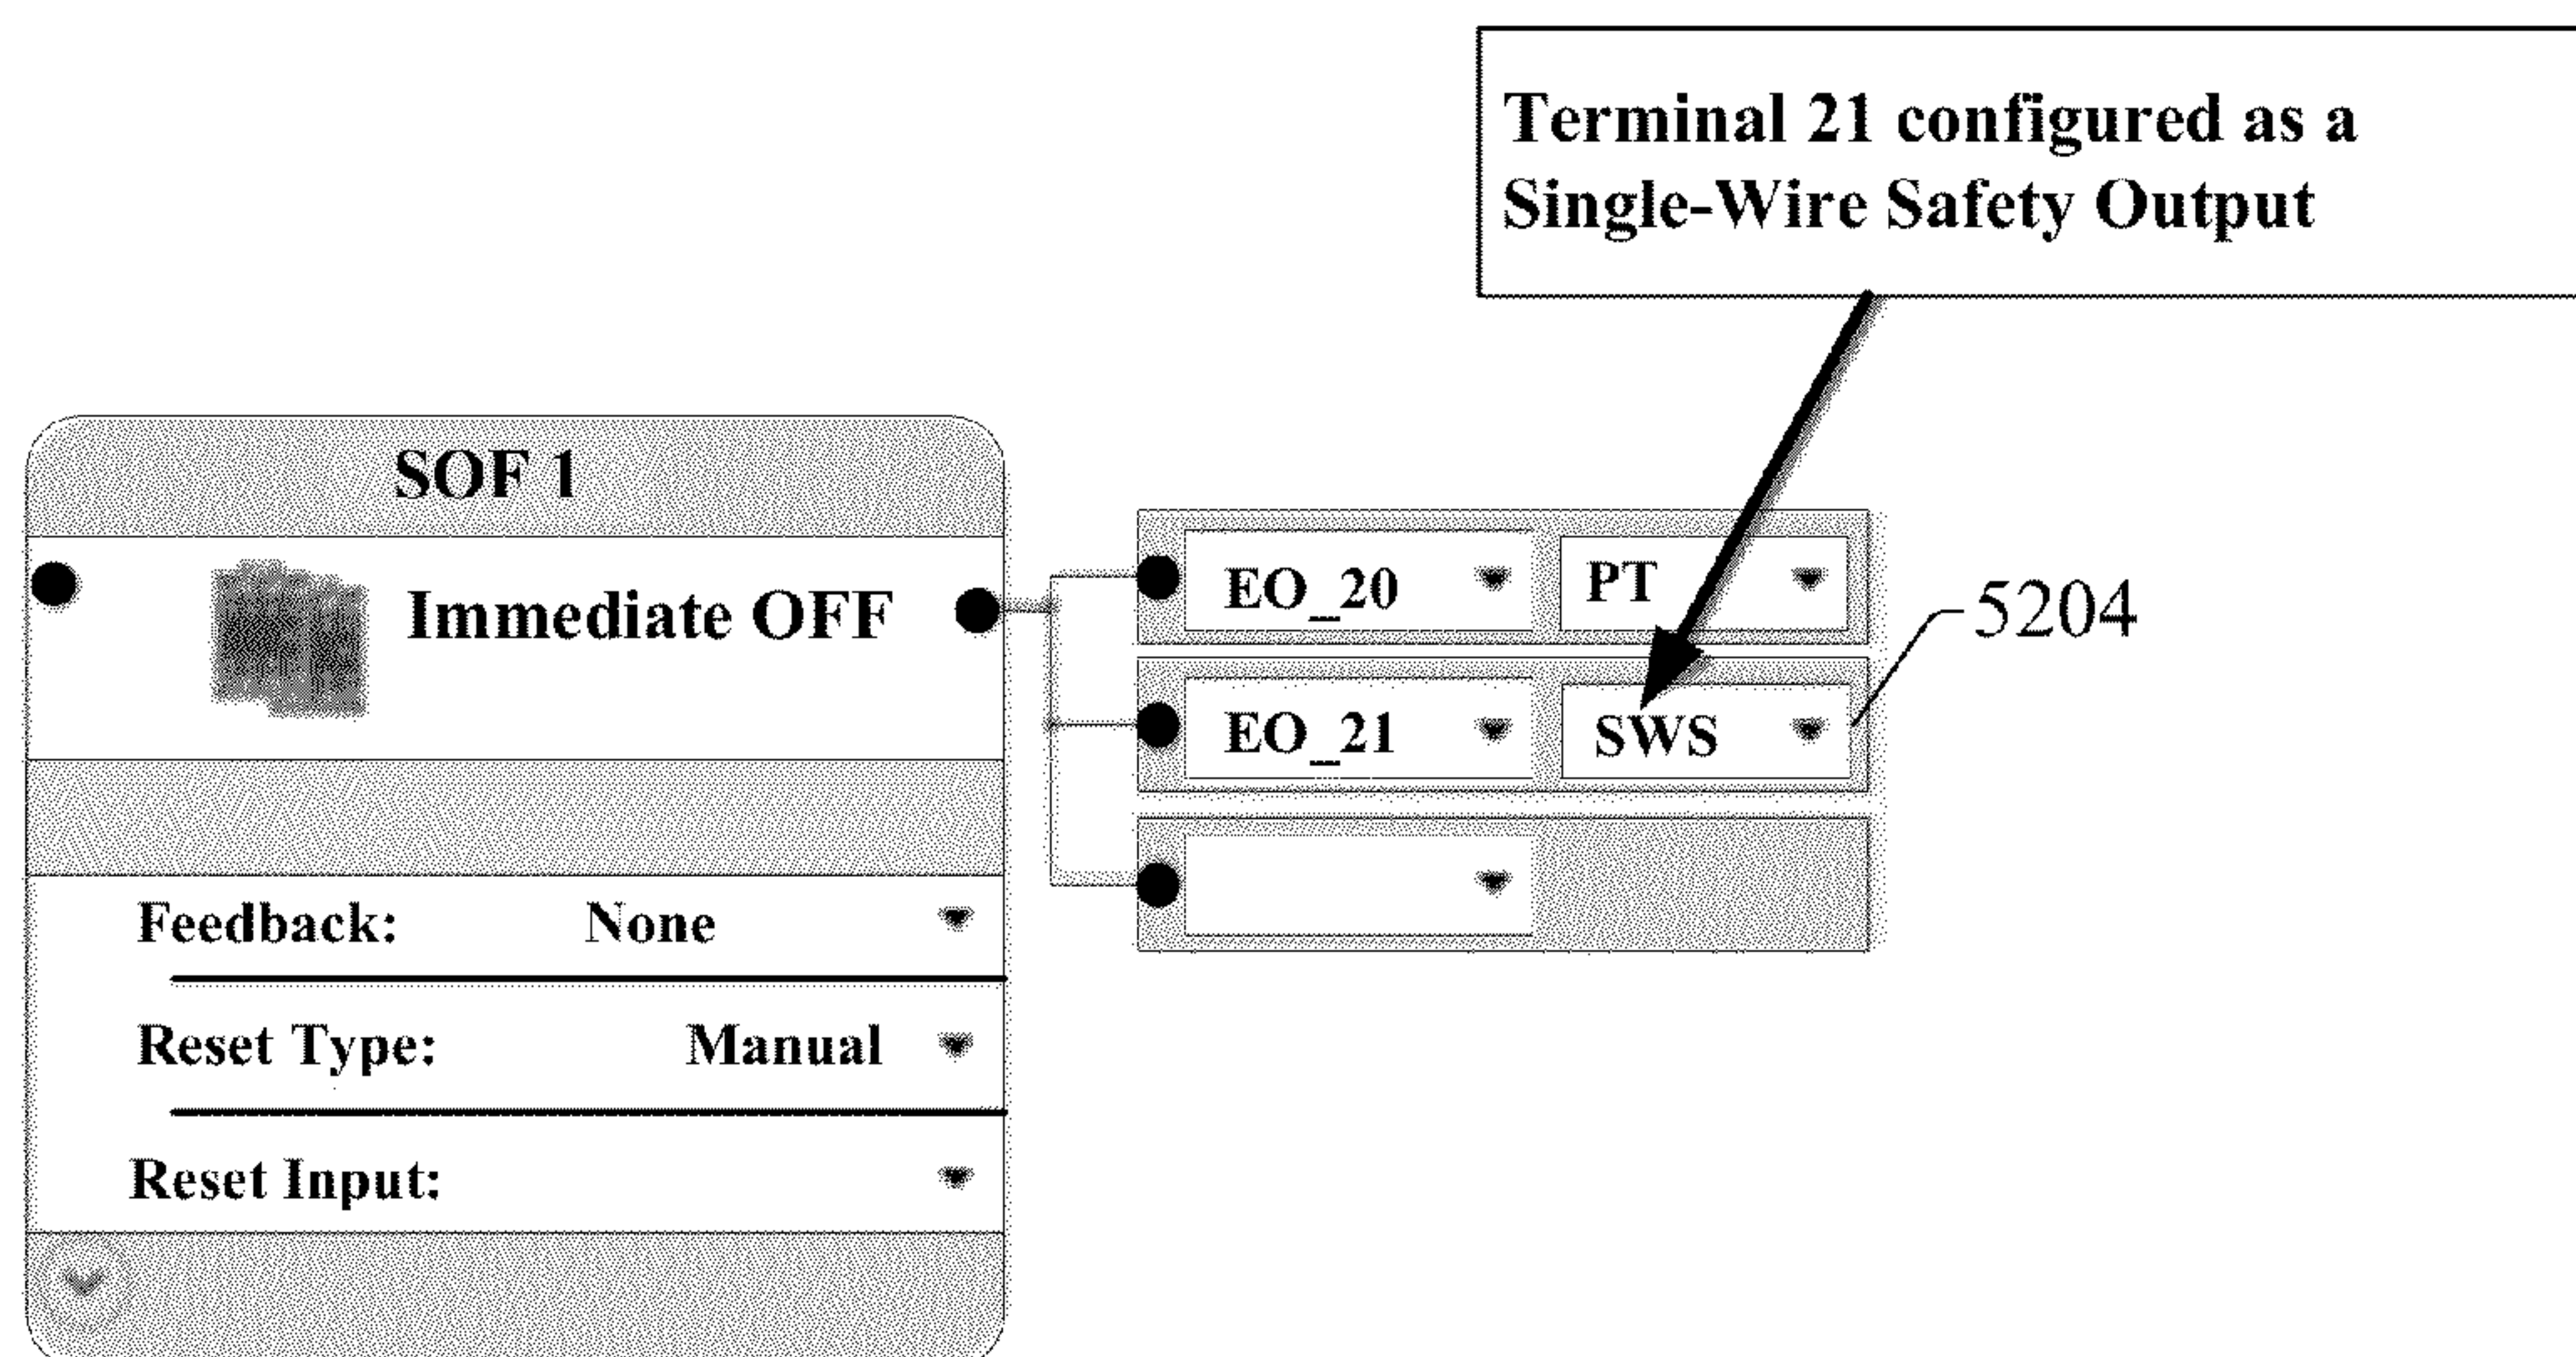 Terminal 21 configured as a
Single-Wire Safety Output
SOF 1
Immediate OFF
EO_20 PT
5204
EO_21 SWS
Feedback: None
Reset Type: Manual
Reset Input: